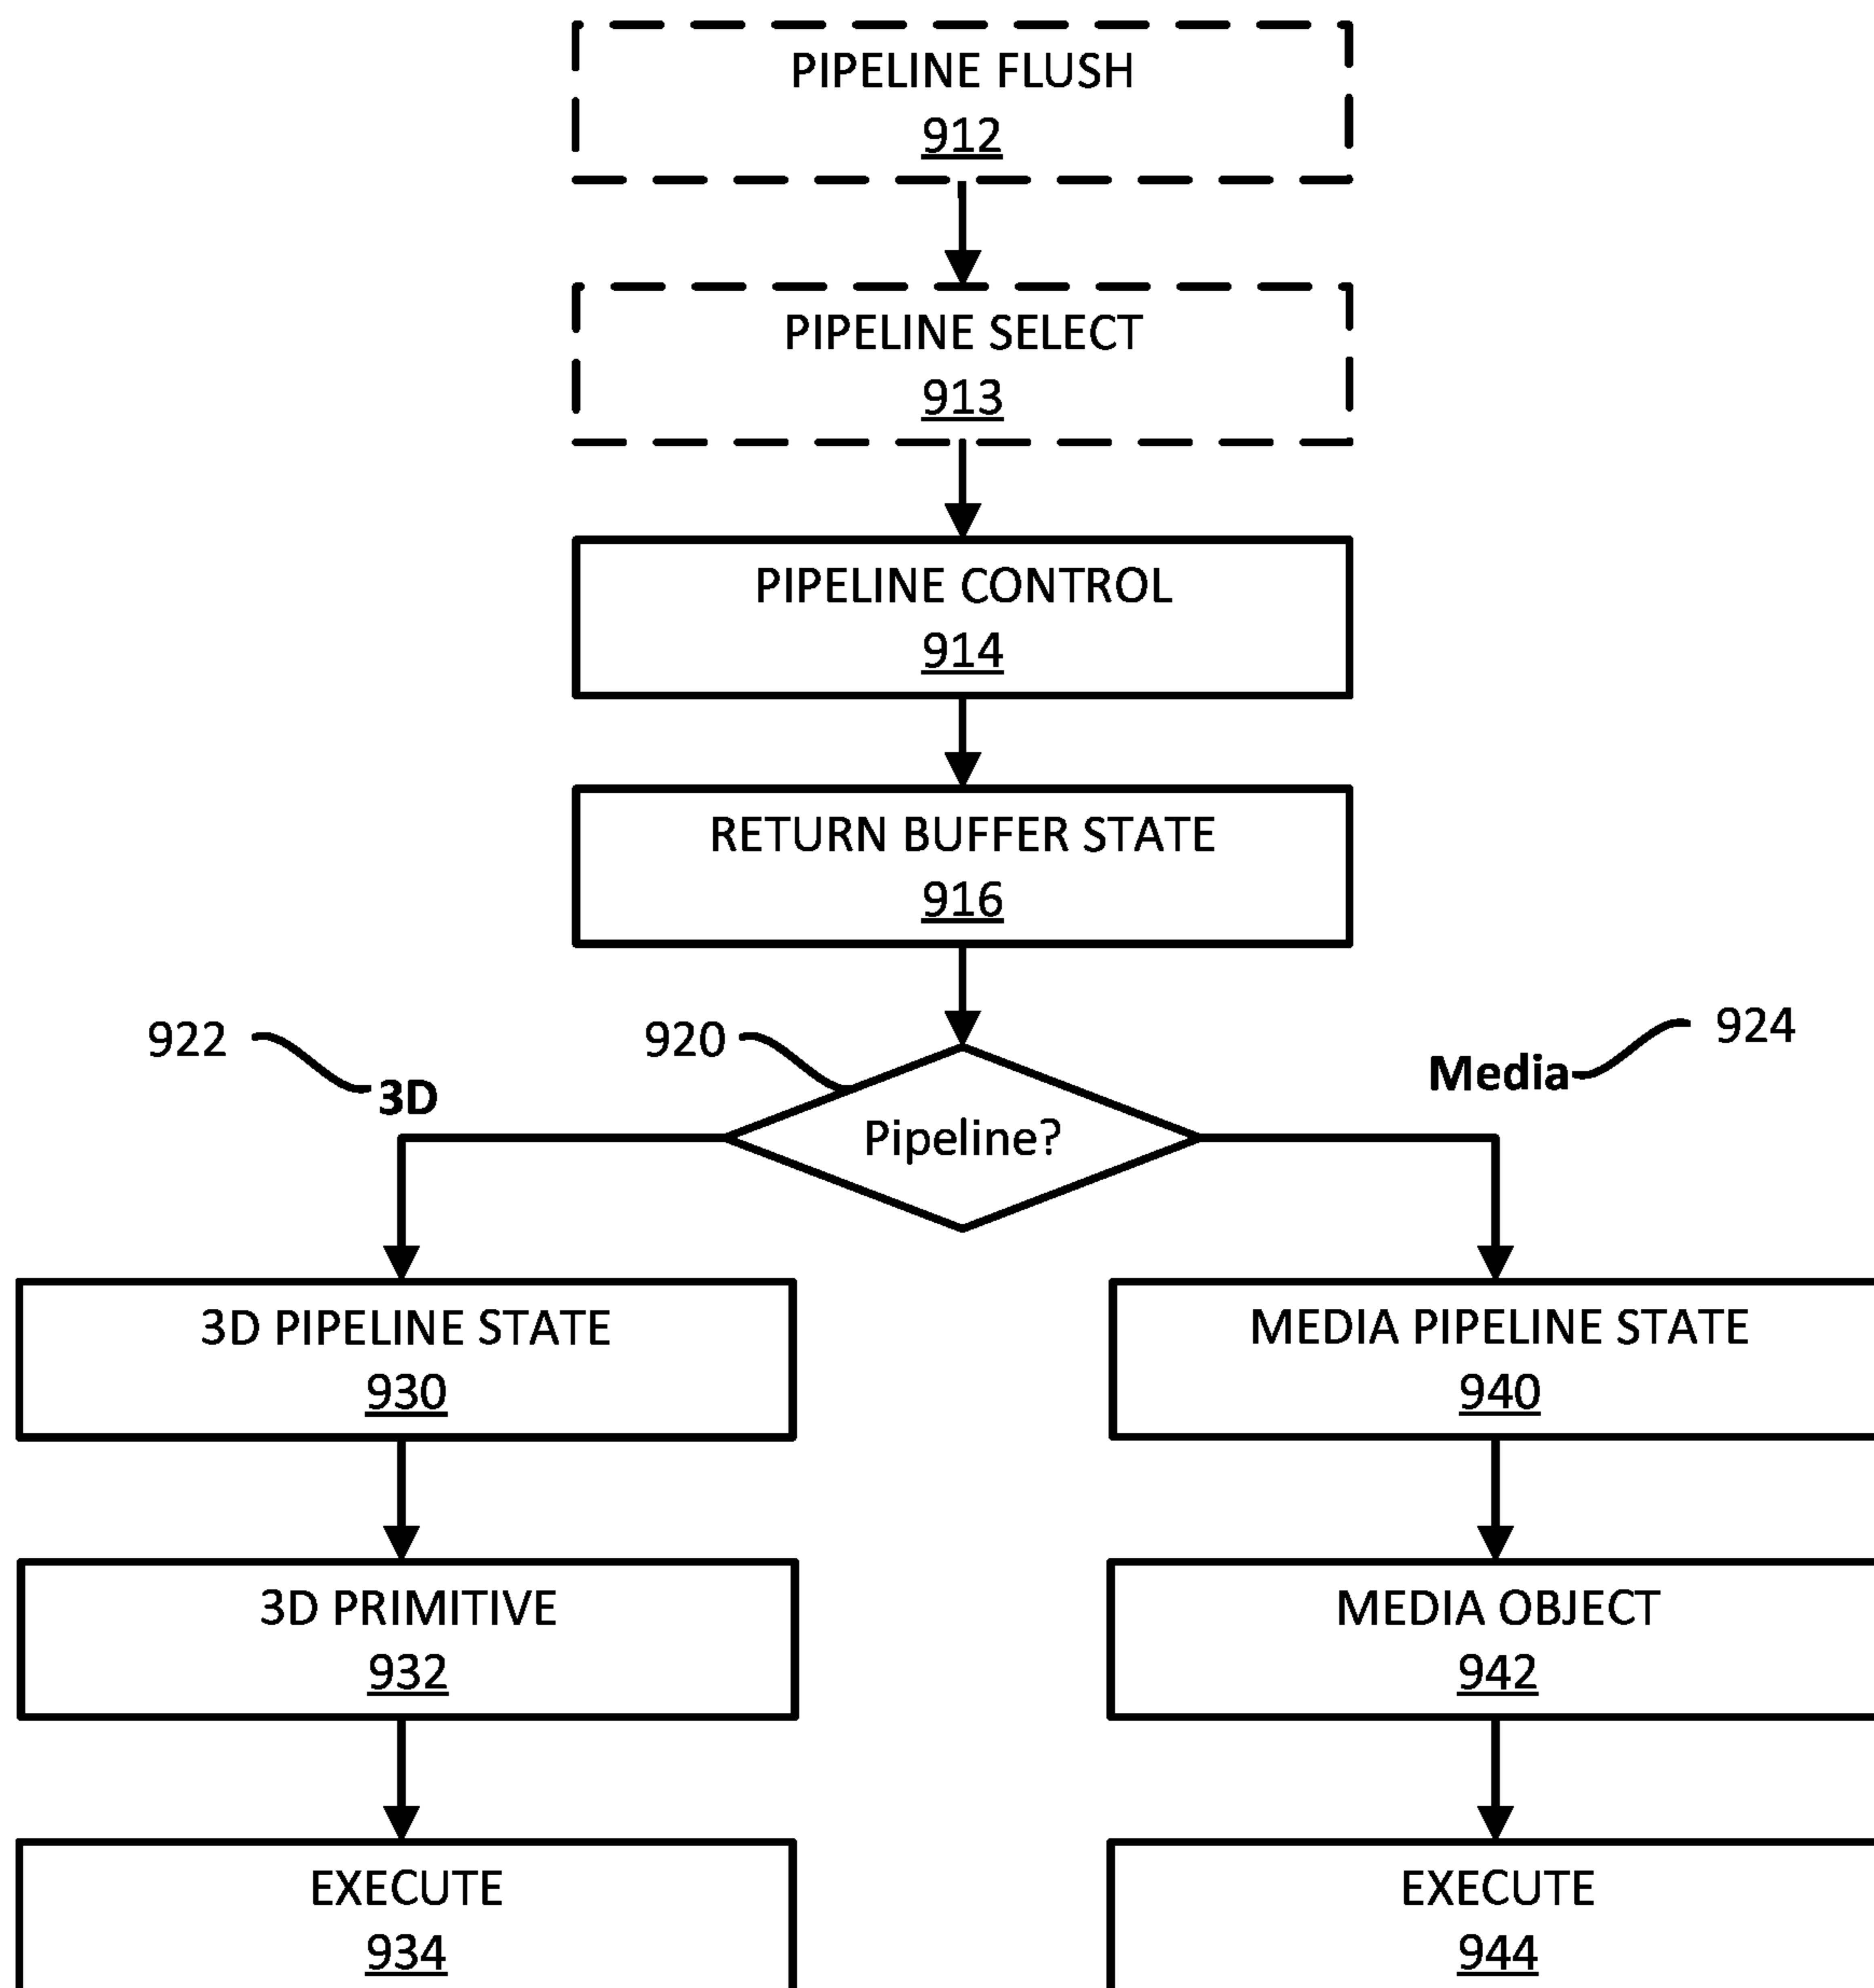 PIPELINE FLUSH
912
PIPELINE SELECT
913
PIPELINE CONTROL
914
RETURN BUFFER STATE
916
922
920
924
3D
Media
Pipeline?
3D PIPELINE STATE
930
MEDIA PIPELINE STATE
940
3D PRIMITIVE
932
MEDIA OBJECT
942
EXECUTE
934
EXECUTE
944